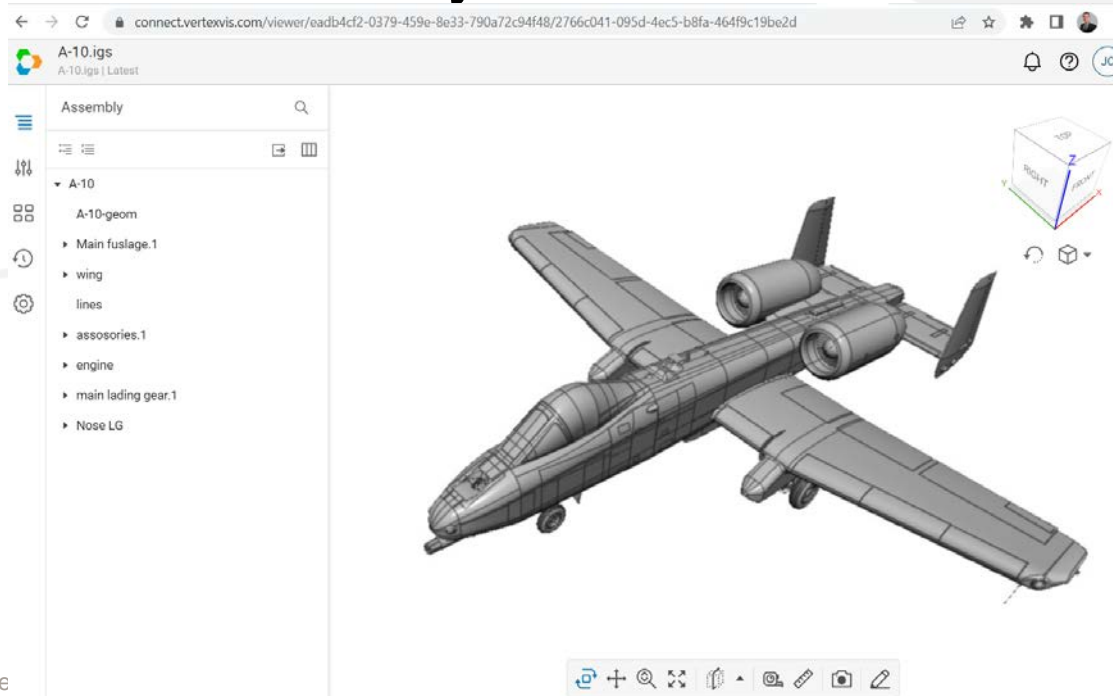 connect.vertexvis.com/viewer/eadb4cf2-0379-459e-8e33-790a72c94f48/2766c041-095d-4ec5-b8fa-464f9c19be2d
A-10.igs
A-10.igs | Latest
JC
Assembly
A-10
A-10-geom
Main fuslage.1
wing
lines
assosories.1
engine
main lading gear.1
Nose LG
TOP
RIGHT
FRONT
Z
Y
X
e